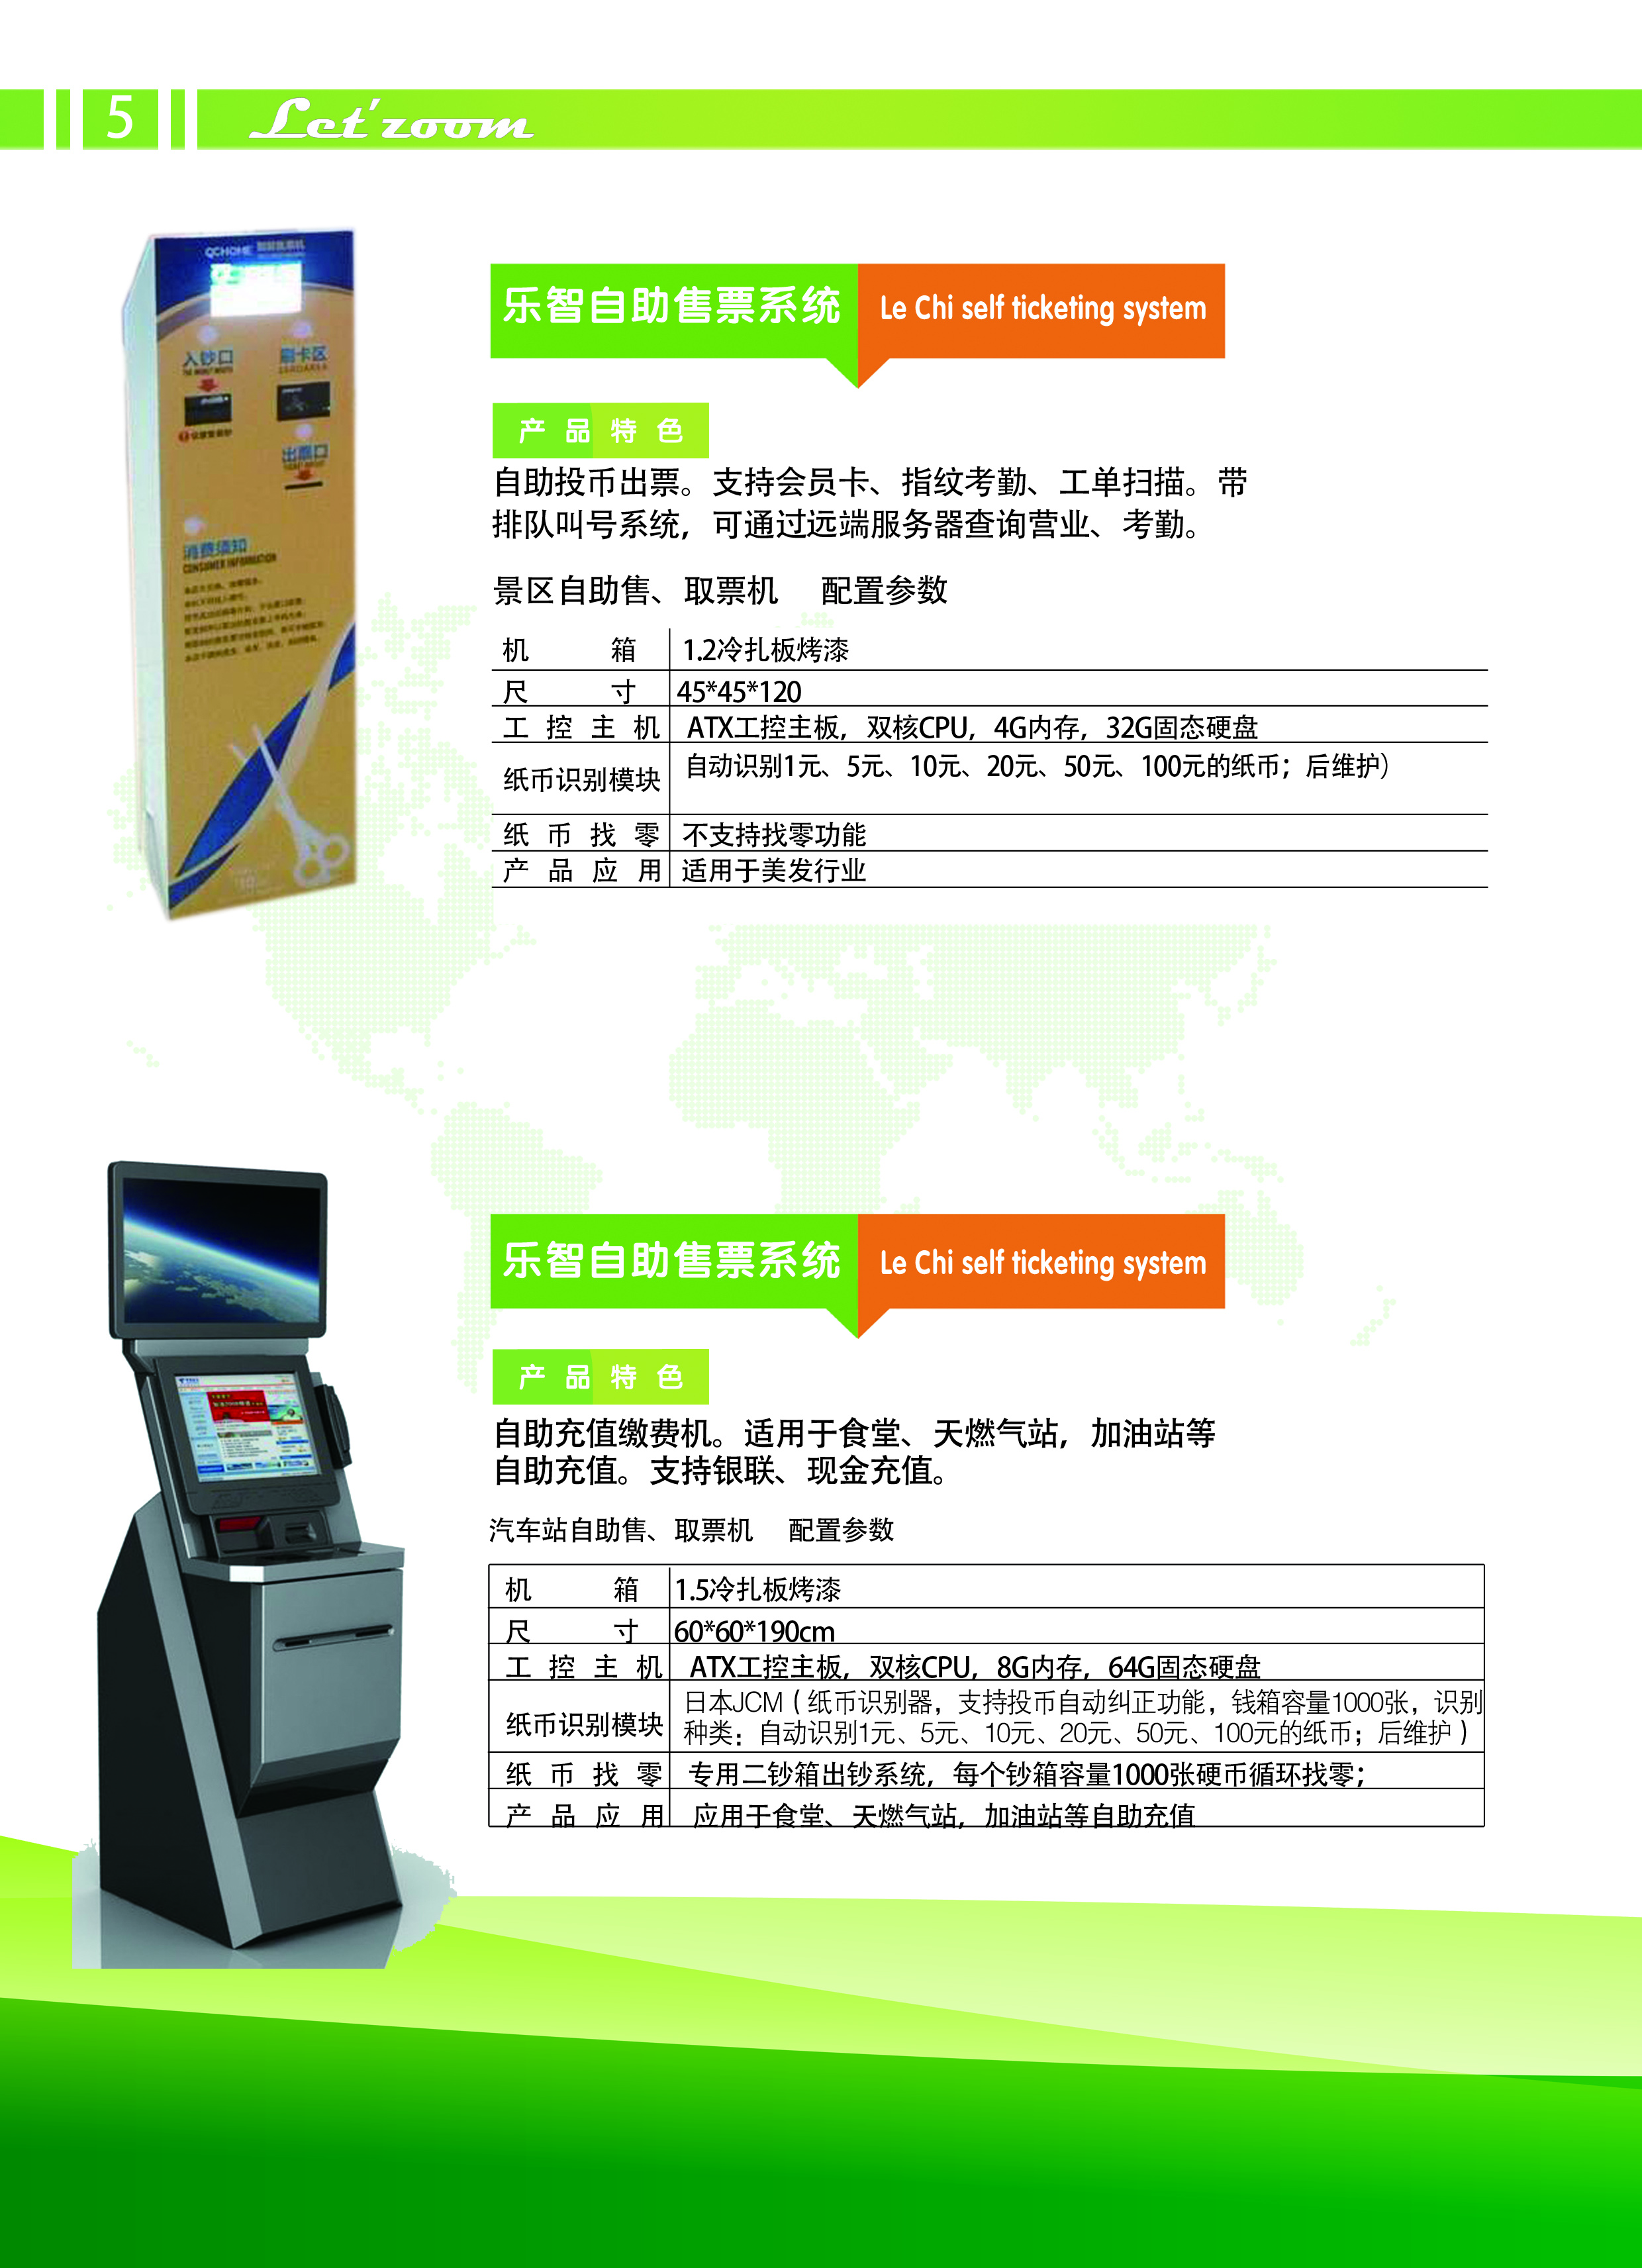 5
Let'zoom
QCHOME
入钞口
刷卡区
出票口
消费须知
CONSUMER INFORMATION
乐智自助售票系统
Le Chi self ticketing system
产品特色
自助投币出票。支持会员卡、指纹考勤、工单扫描。带
排队叫号系统，可通过远端服务器查询营业、考勤。
景区自助售、取票机 配置参数
机 箱 1.2冷扎板烤漆
尺 寸 45*45*120
工控主机 ATX工控主板，双核CPU，4G内存，32G固态硬盘
纸币识别模块 自动识别1元、5元、10元、20元、50元、100元的纸币；后维护）
纸币找零 不支持找零功能
产品应用 适用于美发行业
乐智自助售票系统
Le Chi self ticketing system
产品特色
自助充值缴费机。适用于食堂、天燃气站，加油站等
自助充值。支持银联、现金充值。
汽车站自助售、取票机 配置参数
机 箱 1.5冷扎板烤漆
尺 寸 60*60*190cm
工控主机 ATX工控主板，双核CPU，8G内存，64G固态硬盘
纸币识别模块 日本JCM（纸币识别器，支持投币自动纠正功能，钱箱容量1000张，识别
种类：自动识别1元、5元、10元、20元、50元、100元的纸币；后维护）
纸币找零 专用二钞箱出钞系统，每个钞箱容量1000张硬币循环找零；
产品应用 应用于食堂、天燃气站，加油站等自助充值